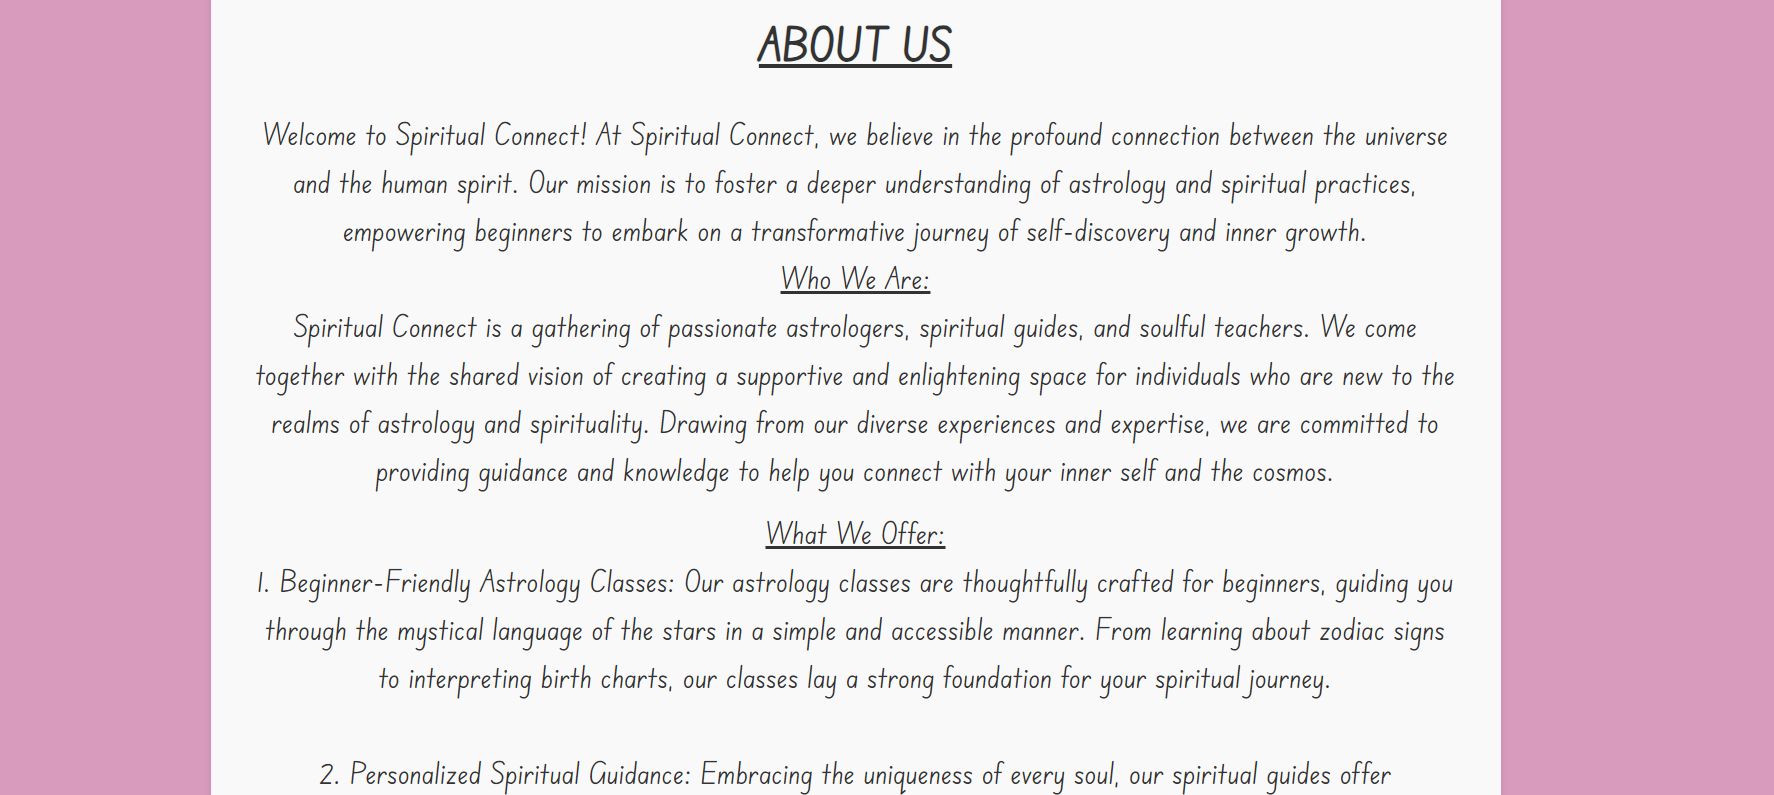 ABOUT US
Welcome to Spiritual Connect! At Spiritual Connect, we believe in the profound connection between the universe
and the human spirit. Our mission is to foster a deeper understanding of astrology and spiritual practices,
empowering beginners to embark on a transformative journey of self-discovery and inner growth.
Who We Are:
Spiritual Connect is a gathering of passionate astrologers, spiritual guides, and soulful teachers. We come
together with the shared vision of creating a supportive and enlightening space for individuals who are new to the
realms of astrology and spirituality. Drawing from our diverse experiences and expertise, we are committed to
providing guidance and knowledge to help you connect with your inner self and the cosmos.
What We Offer:
1. Beginner-Friendly Astrology Classes: Our astrology classes are thoughtfully crafted for beginners, guiding you
through the mystical language of the stars in a simple and accessible manner. From learning about zodiac signs
to interpreting birth charts, our classes lay a strong foundation for your spiritual journey.
2. Personalized Spiritual Guidance: Embracing the uniqueness of every soul, our spiritual guides offer